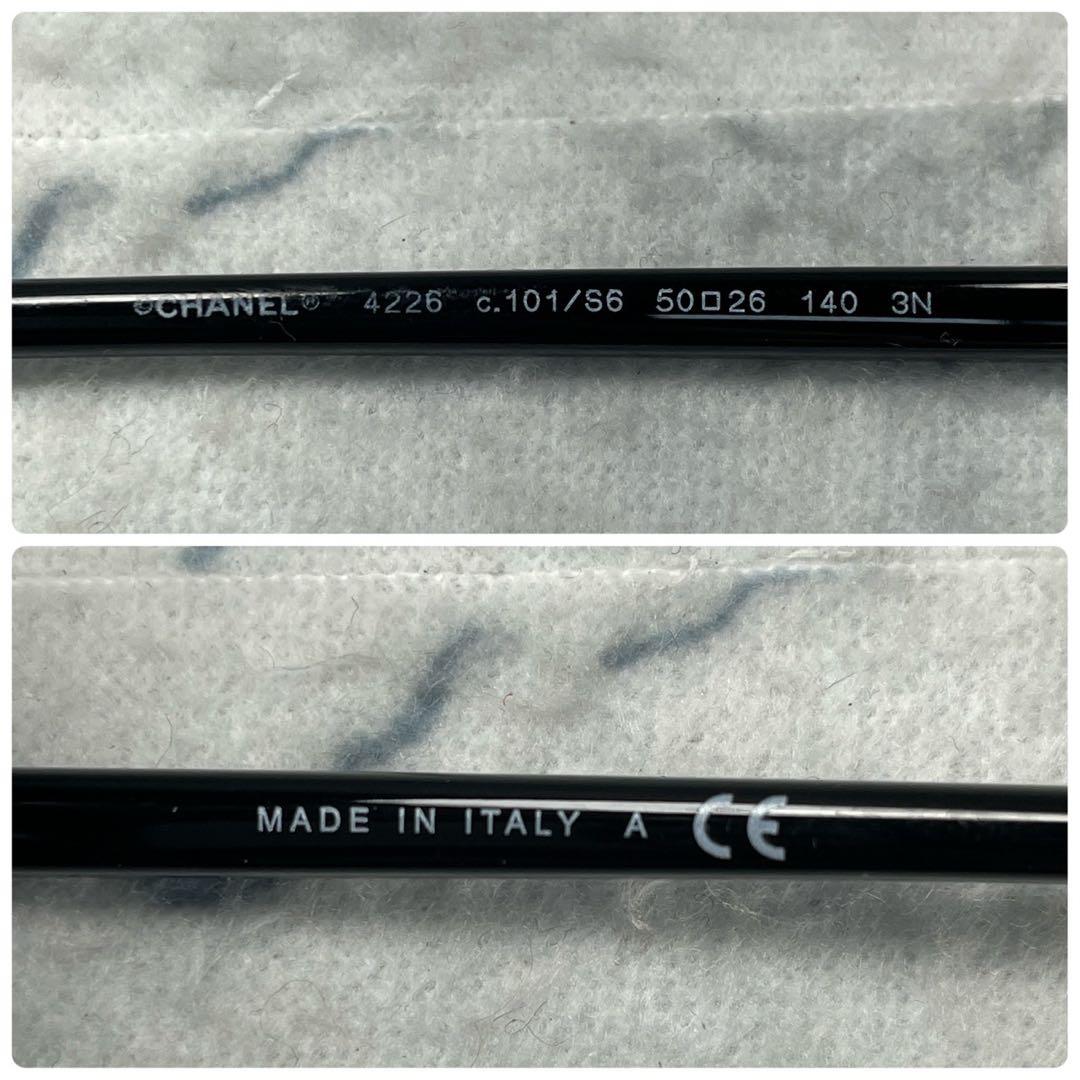 ©CHANEL® 4226 c.101/S6 50□26 140 3N
MADE IN ITALY A CE